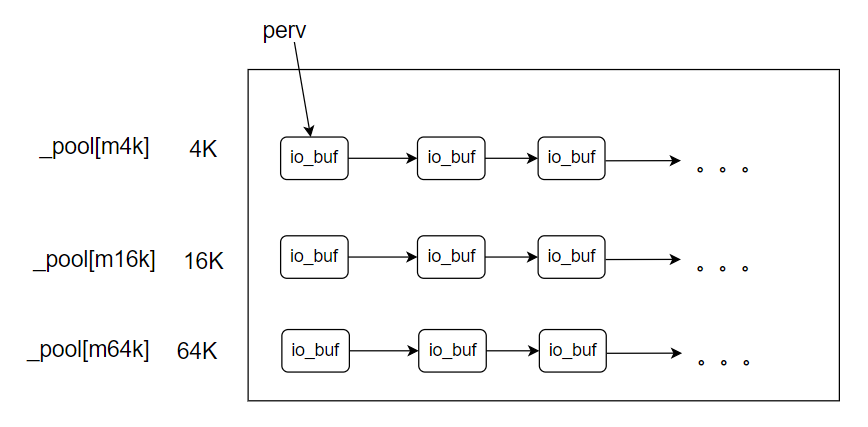 perv
_pool[m4k] 4K io_buf io_buf io_buf 。。。
_pool[m16k] 16K io_buf io_buf io_buf 。。。
_pool[m64k] 64K io_buf io_buf io_buf 。。。